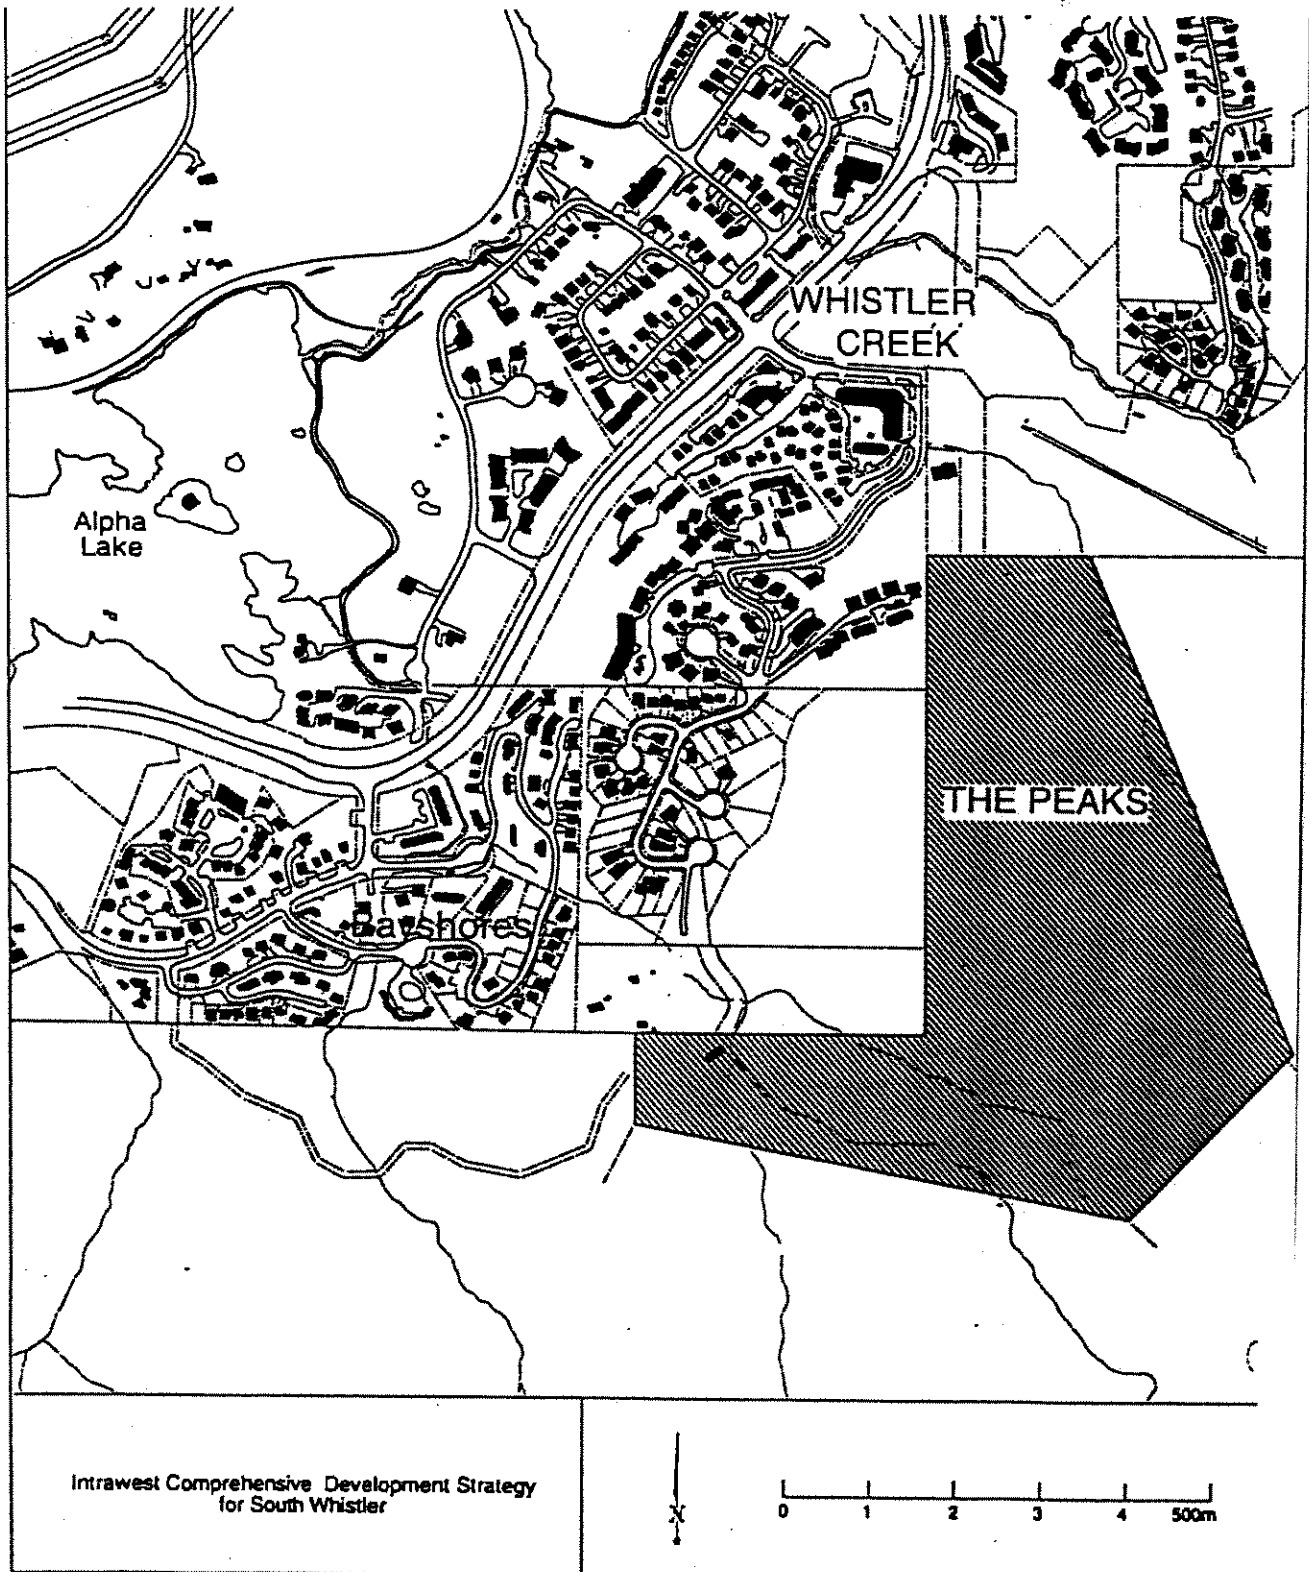 WHISTLER
CREEK
Alpha
Lake
THE PEAKS
Bayshores
Intrawest Comprehensive Development Strategy
for South Whistler
N
0 1 2 3 4 500m